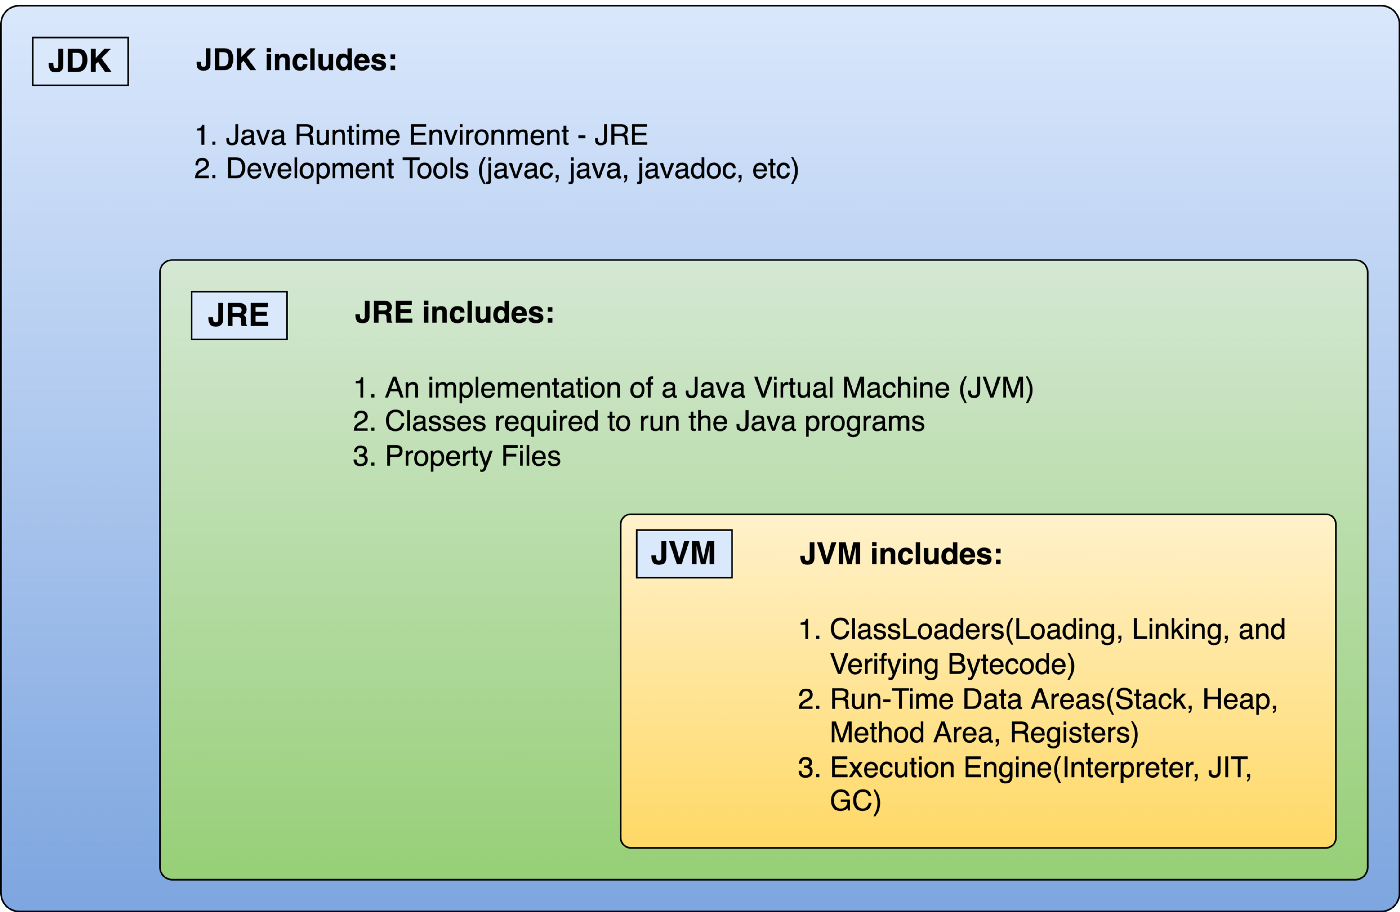 JDK
JDK includes:
1. Java Runtime Environment - JRE
2. Development Tools (javac, java, javadoc, etc)
JRE
JRE includes:
1. An implementation of a Java Virtual Machine (JVM)
2. Classes required to run the Java programs
3. Property Files
JVM
JVM includes:
1. ClassLoaders(Loading, Linking, and
Verifying Bytecode)
2. Run-Time Data Areas(Stack, Heap,
Method Area, Registers)
3. Execution Engine(Interpreter, JIT,
GC)